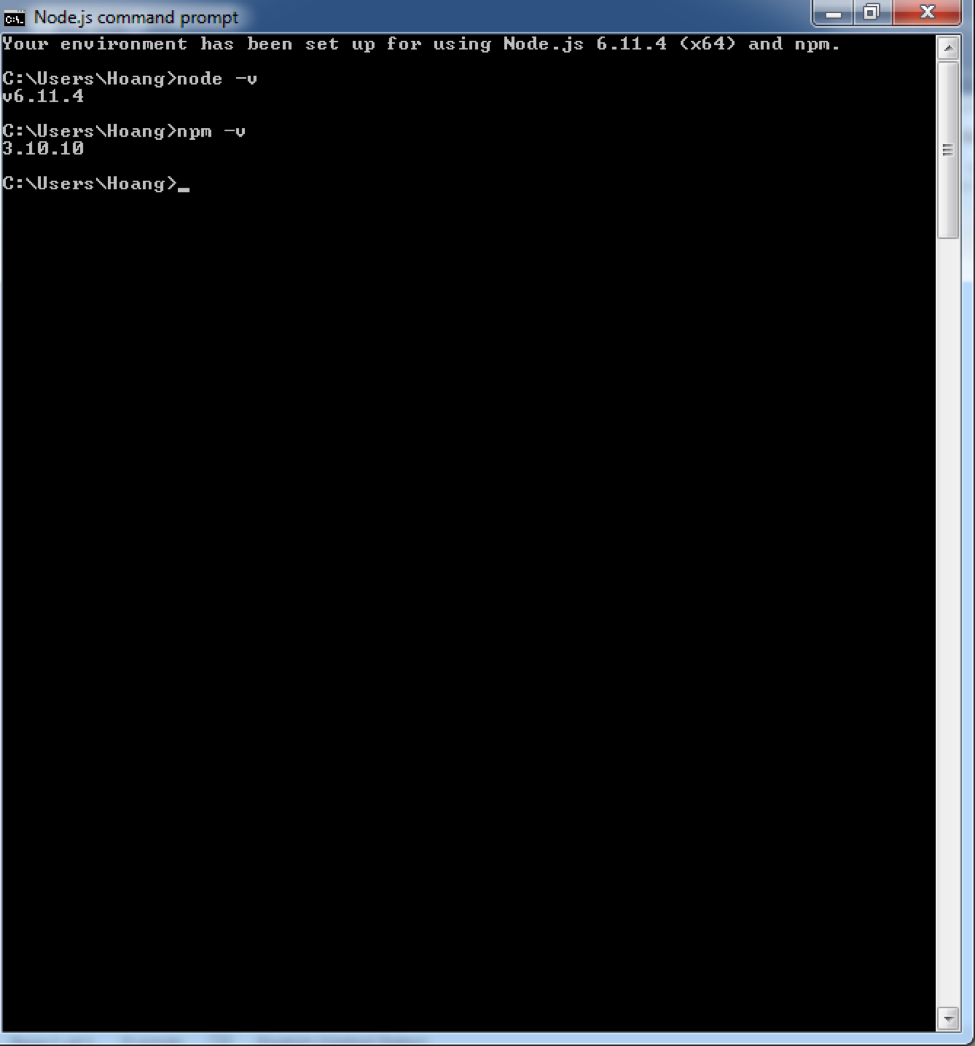 Node.js command prompt
Your environment has been set up for using Node.js 6.11.4 (x64) and npm.
C:\Users\Hoang>node -v
v6.11.4
C:\Users\Hoang>npm -v
3.10.10
C:\Users\Hoang>_